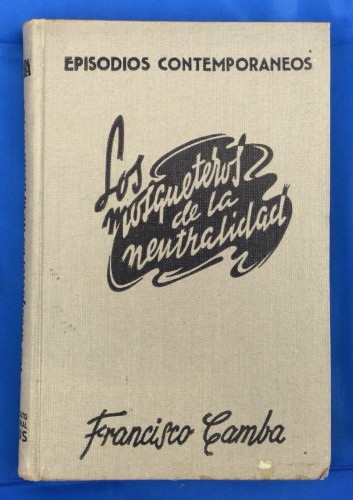 EPISODIOS CONTEMPORANEOS
Los
mosqueteros
de la
neutralidad
Francisco Camba